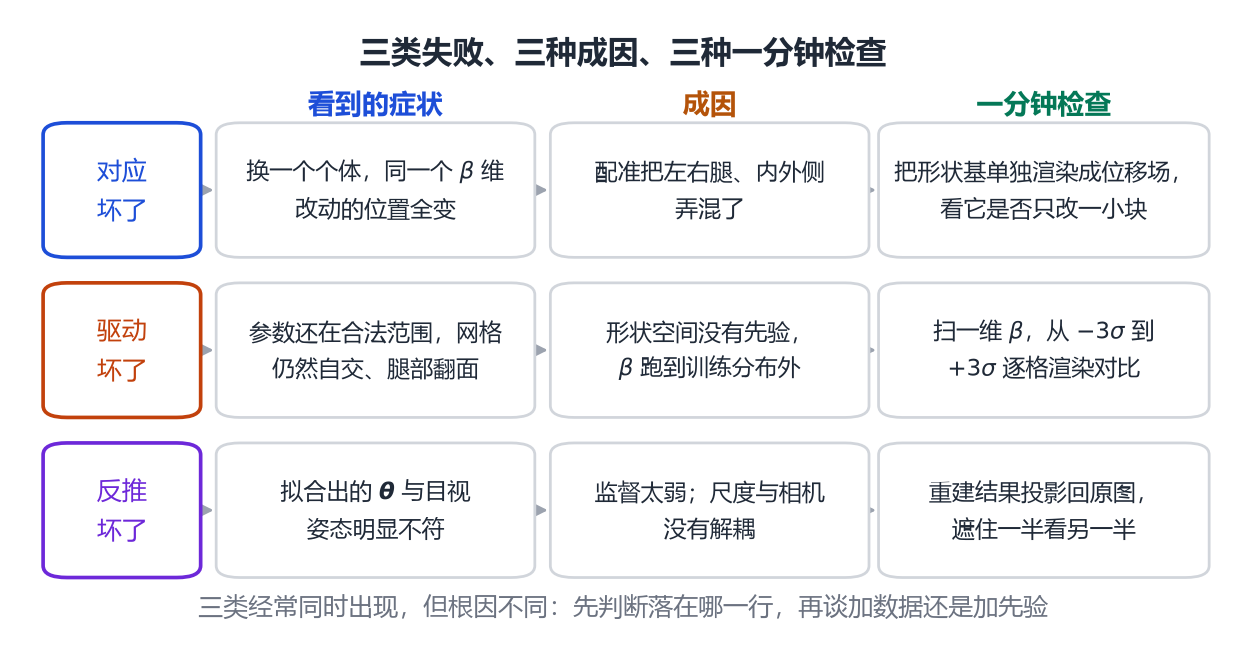 三类失败、三种成因、三种一分钟检查
看到的症状
成因
一分钟检查
对应
坏了
换一个个体，同一个 β 维
改动的位置全变
配准把左右腿、内外侧
弄混了
把形状基单独渲染成位移场，
看它是否只改一小块
驱动
坏了
参数还在合法范围，网格
仍然自交、腿部翻面
形状空间没有先验，
β 跑到训练分布外
扫一维 β，从 −3σ 到
+3σ 逐格渲染对比
反推
坏了
拟合出的 θ 与目视
姿态明显不符
监督太弱；尺度与相机
没有解耦
重建结果投影回原图，
遮住一半看另一半
三类经常同时出现，但根因不同：先判断落在哪一行，再谈加数据还是加先验